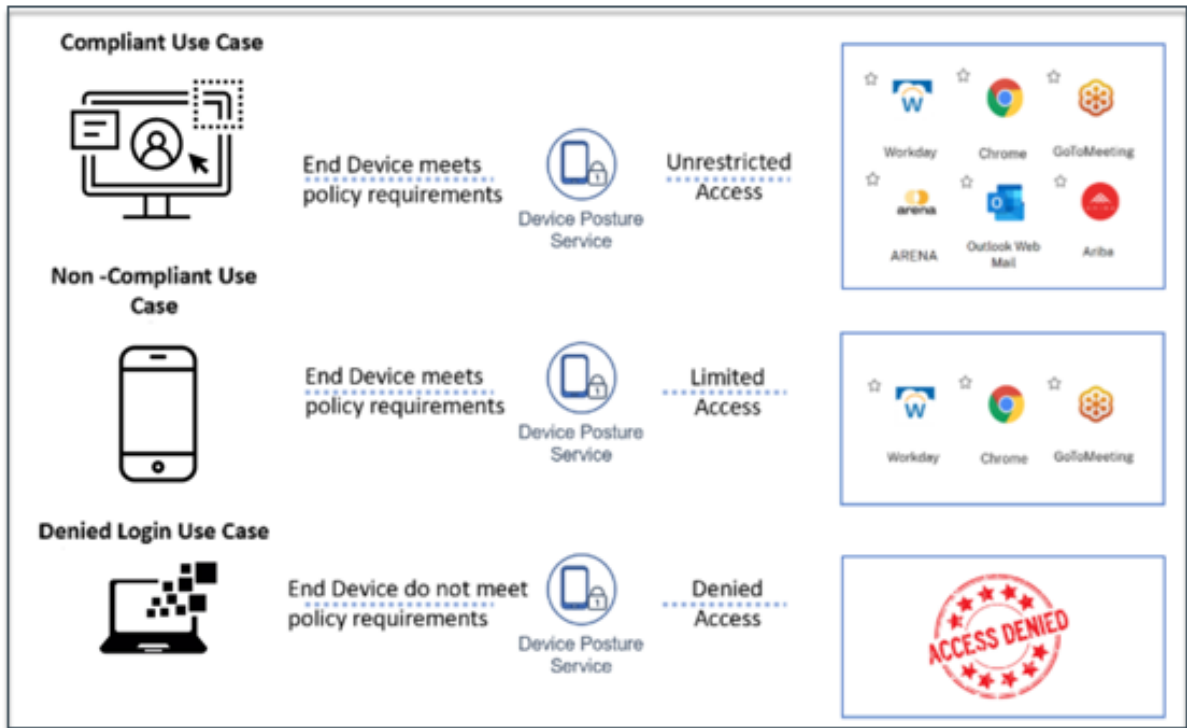 Compliant Use Case
End Device meets
policy requirements
Device Posture
Service
1
Unrestricted
Access
W
Workday
Chrome
GoToMeeting
arena
ARENA
O
Outlook Web
Mail
Ariba
Non -Compliant Use
Case
End Device meets
policy requirements
Device Posture
Service
1
Limited
Access
W
Workday
Chrome
GoToMeeting
Denied Login Use Case
End Device do not meet
policy requirements
Device Posture
Service
1
Denied
Access
ACCESS DENIED